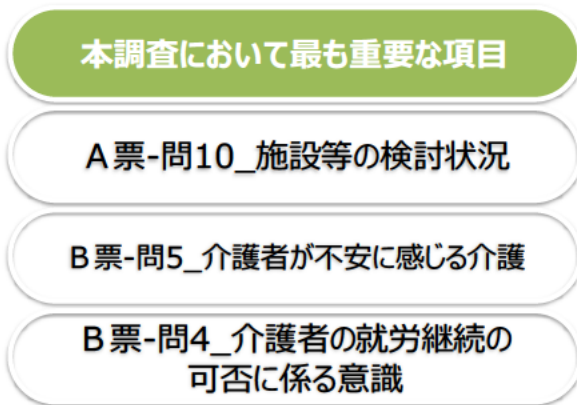 本調査において最も重要な項目
A票-問10_施設等の検討状況
B票-問5_介護者が不安に感じる介護
B票-問4_介護者の就労継続の
可否に係る意識